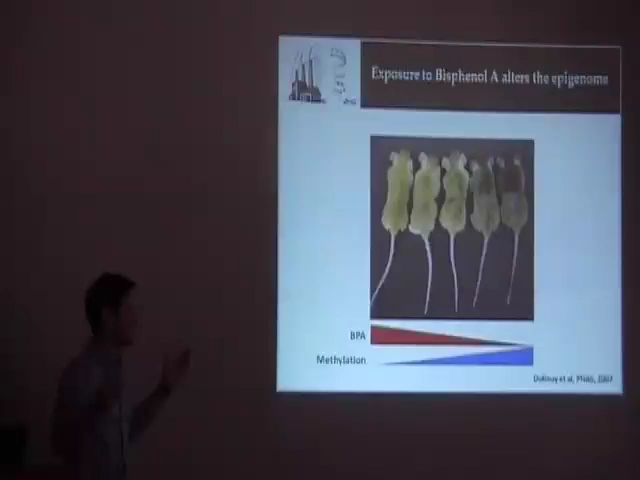 Exposure to Bisphenol A alters the epigenome
BPA
Methylation
Dolinoy et al, PNAS, 2007